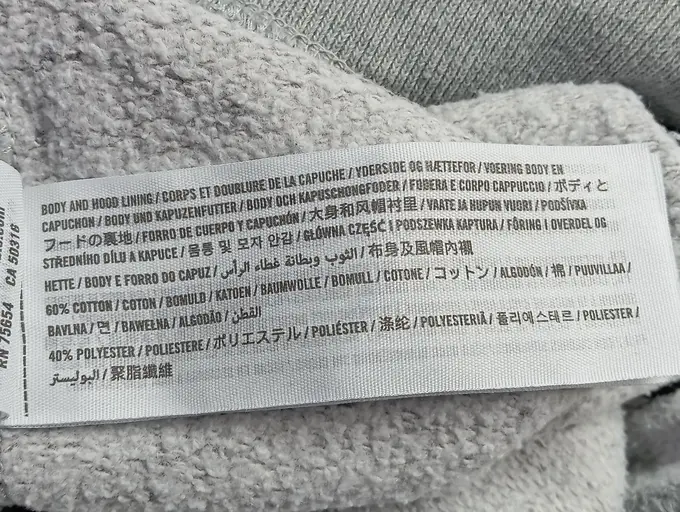 BODY AND HOOD LINING / CORPS ET DOUBLURE DE LA CAPUCHE / YDERSIDE OG HÆTTEFOR / VOERING BODY EN
CAPUCHON / BODY UND KAPUZENFUTTER / BODY OCH KAPUSCHONGFODER / FODERA E CORPO CAPPUCCIO / ボディと
フードの裏地 / FORRO DE CUERPO Y CAPUCHÓN / 大身和风帽衬里 / VAATE JA HUPUN VUORI / PODŠÍVKA
STŘEDNÍHO DÍLU A KAPUCE / 몸통 및 모자 안감 / GŁÓWNA CZĘŚĆ I PODSZEWKA KAPTURA / FÔRING I OVERDEL OG
HETTE / BODY E FORRO DO CAPUZ / الثوب وبطانة غطاء الرأس / 布身及風帽內襯
60% COTTON / COTON / BOMULD / KATOEN / BAUMWOLLE / BOMULL / COTONE / コットン / ALGODÓN / 棉 / PUUVILLAA /
BAVLNA / 면 / BAWEŁNA / ALGODÃO / القطن
40% POLYESTER / POLIESTERE / ポリエステル / POLIÉSTER / 涤纶 / POLYESTERIÄ / 폴리에스테르 / POLIESTER /
البوليستر / 聚脂纖維
RN 75654 CA 50316